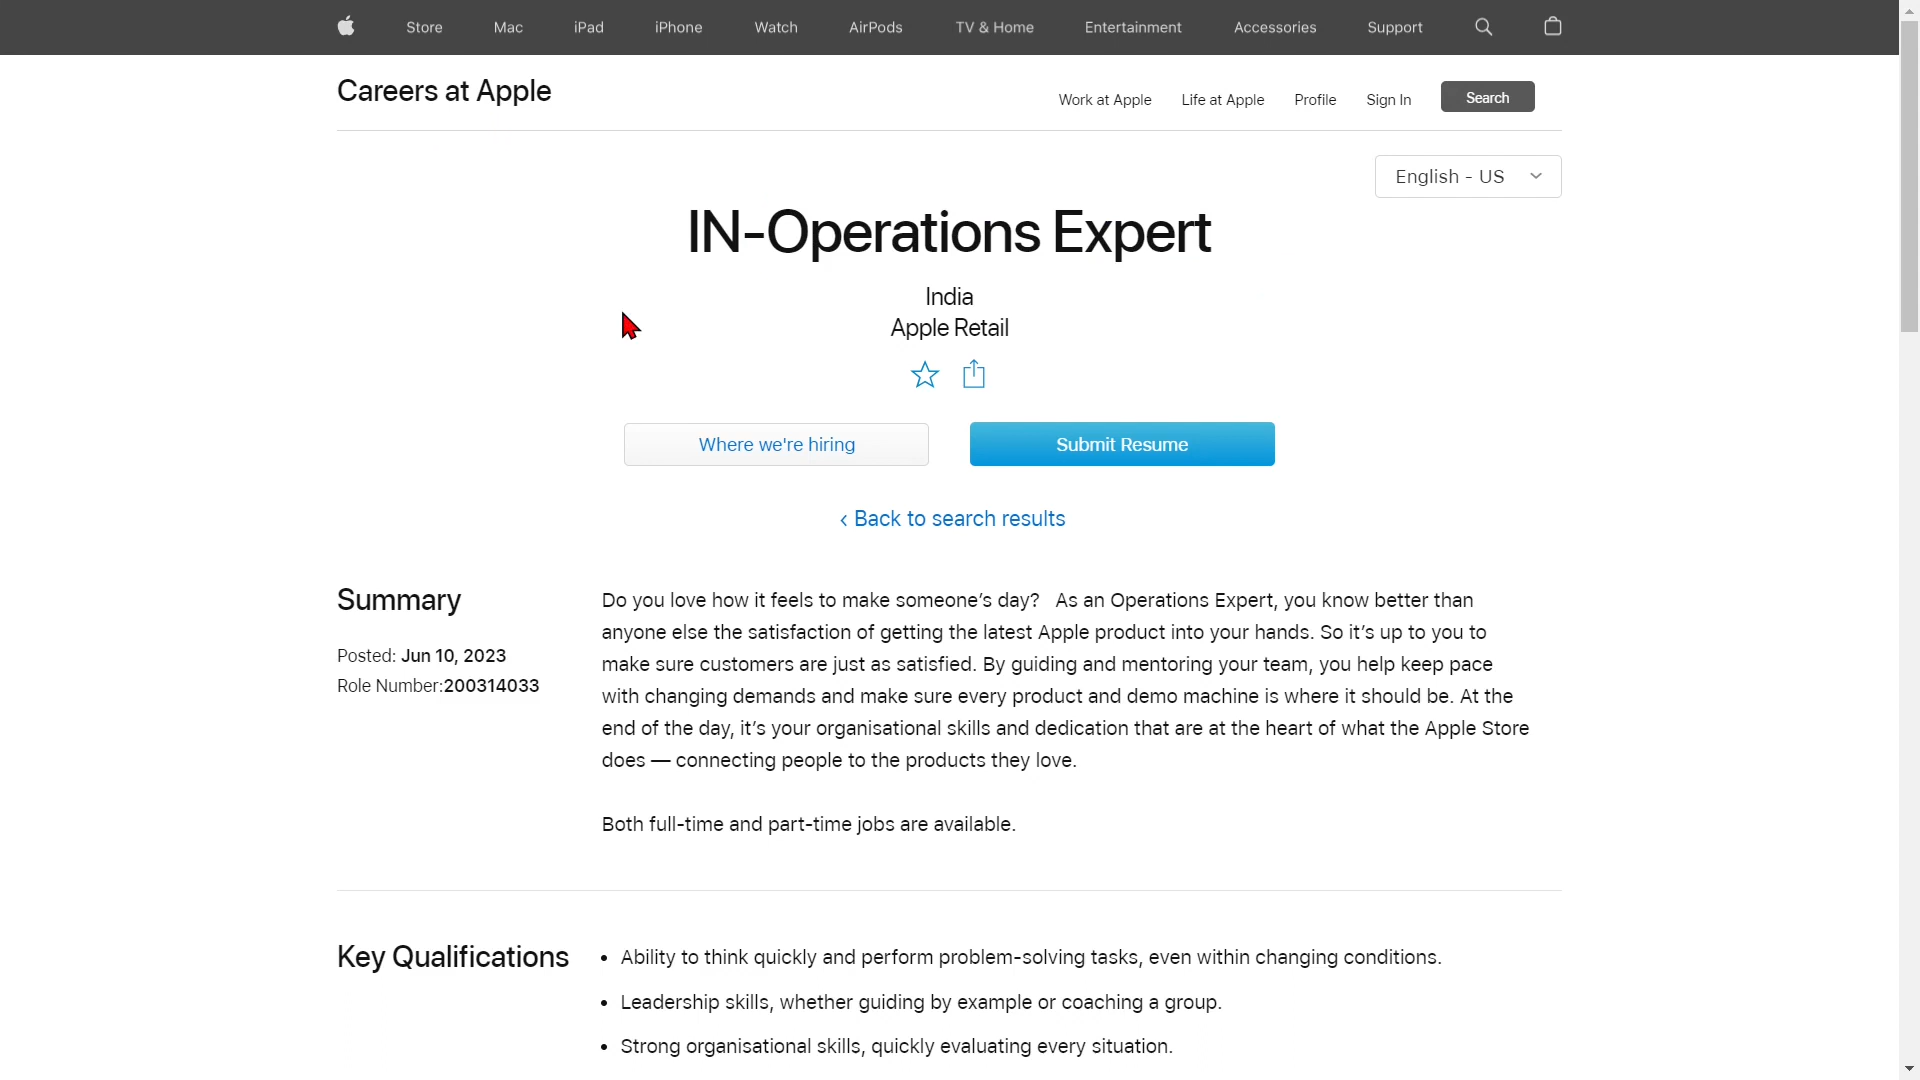 Store Mac iPad iPhone Watch AirPods TV & Home Entertainment Accessories Support
Careers at Apple
Work at Apple Life at Apple Profile Sign In Search
English - US
IN-Operations Expert
India
Apple Retail
Where we're hiring Submit Resume
‹ Back to search results
Summary
Posted: Jun 10, 2023
Role Number:200314033
Do you love how it feels to make someone’s day? As an Operations Expert, you know better than
anyone else the satisfaction of getting the latest Apple product into your hands. So it’s up to you to
make sure customers are just as satisfied. By guiding and mentoring your team, you help keep pace
with changing demands and make sure every product and demo machine is where it should be. At the
end of the day, it’s your organisational skills and dedication that are at the heart of what the Apple Store
does — connecting people to the products they love.
Both full-time and part-time jobs are available.
Key Qualifications
• Ability to think quickly and perform problem-solving tasks, even within changing conditions.
• Leadership skills, whether guiding by example or coaching a group.
• Strong organisational skills, quickly evaluating every situation.